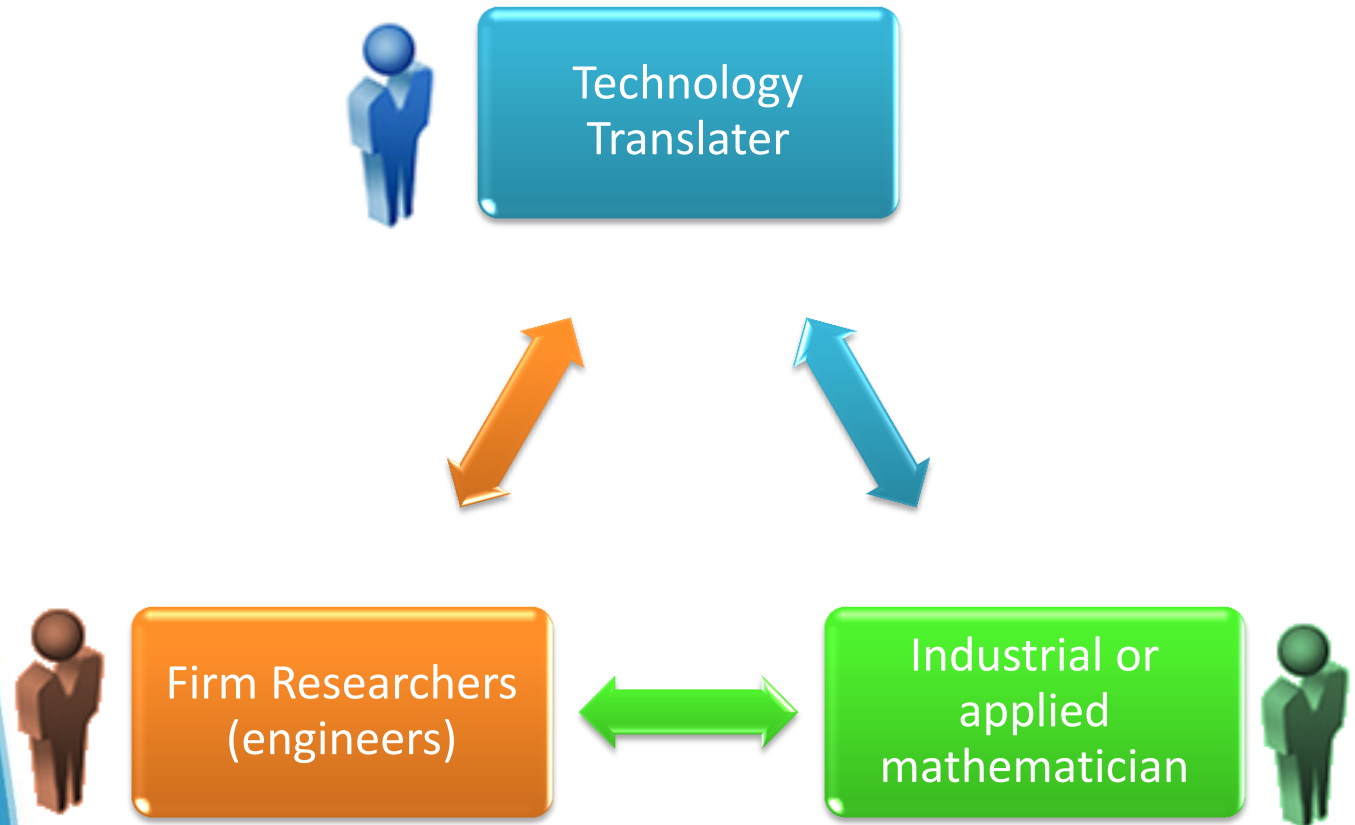 Technology
Translater
Firm Researchers
(engineers)
Industrial or
applied
mathematician